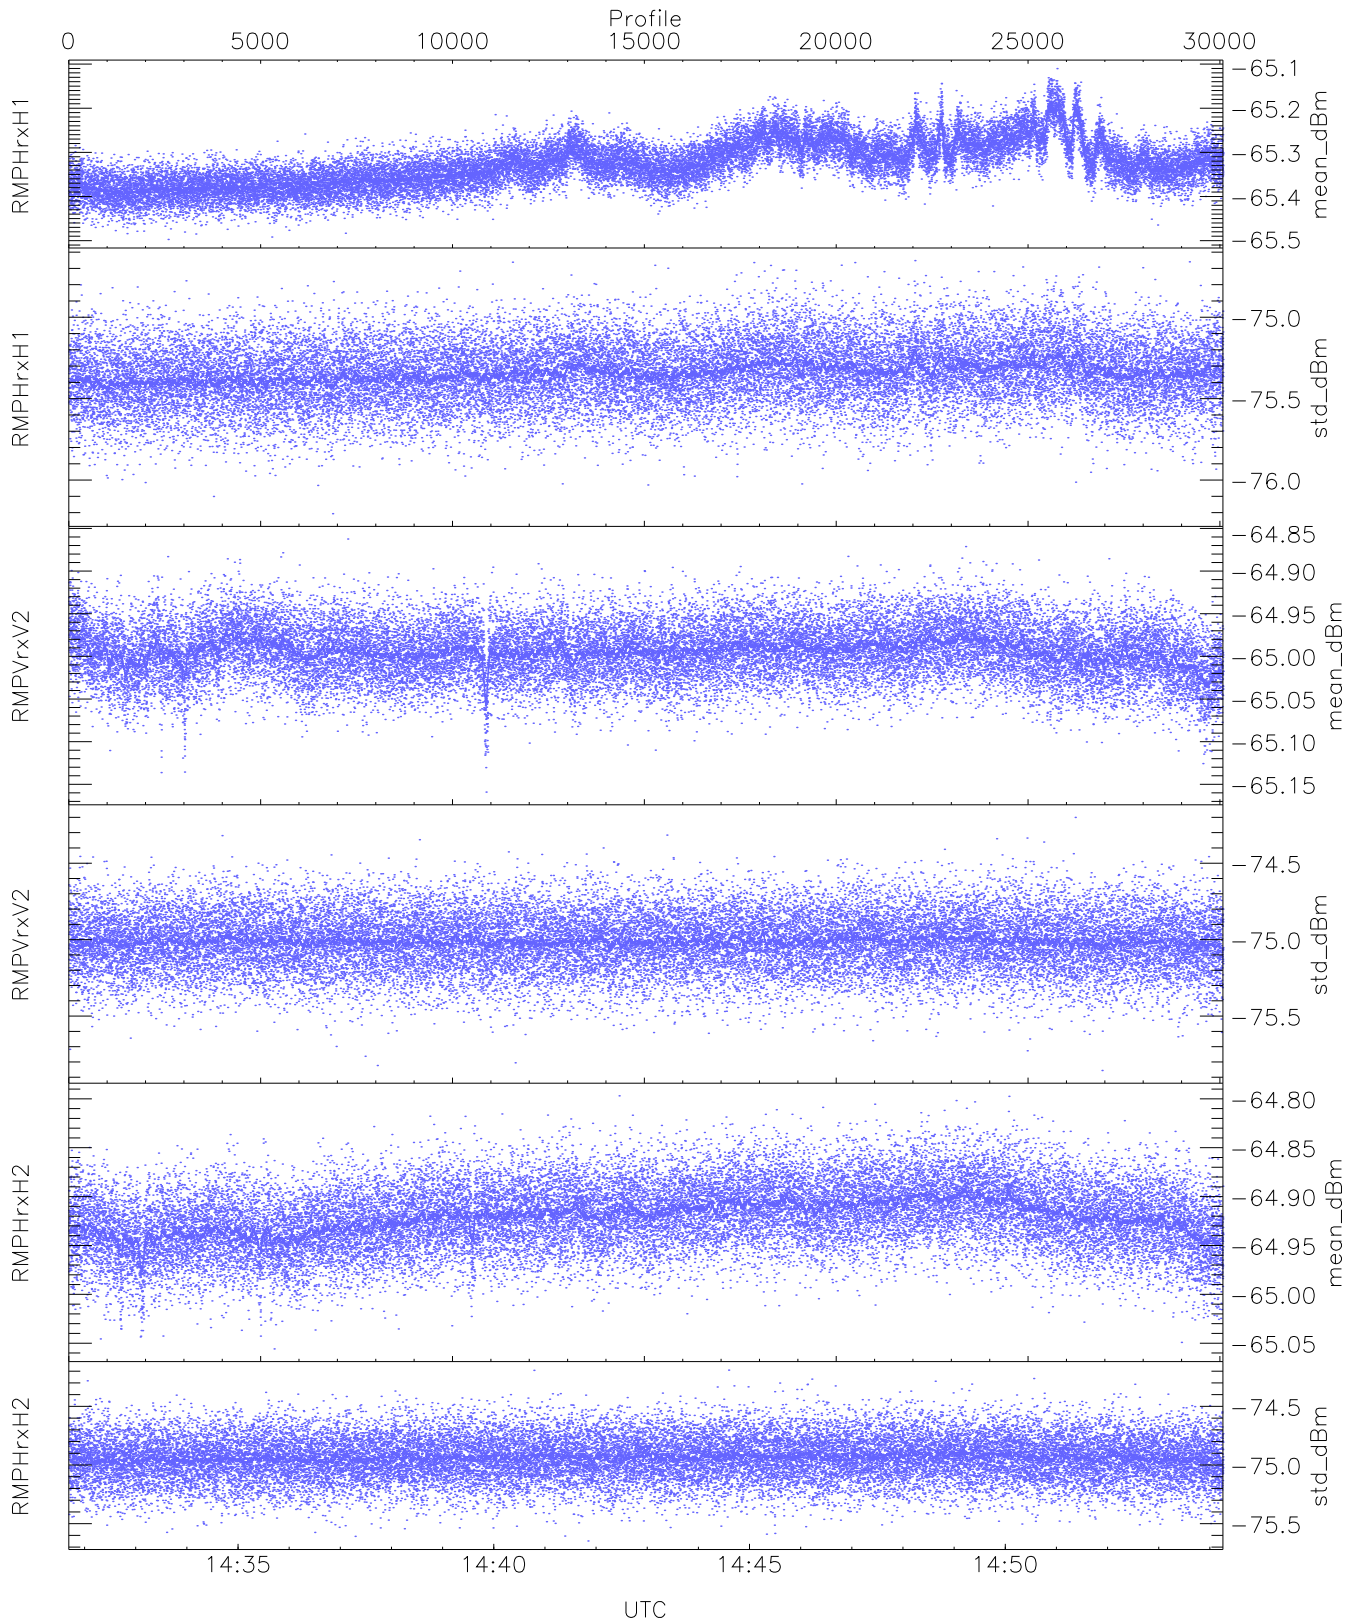 Profile
0 5000 10000 15000 20000 25000 30000
RMPHrxH1
−65.1
−65.2
−65.3
−65.4
−65.5
mean_dBm
RMPHrxH1
−75.0
−75.5
−76.0
std_dBm
RMPVrxV2
−64.85
−64.90
−64.95
−65.00
−65.05
−65.10
−65.15
mean_dBm
RMPVrxV2
−74.5
−75.0
−75.5
std_dBm
RMPHrxH2
−64.80
−64.85
−64.90
−64.95
−65.00
−65.05
mean_dBm
RMPHrxH2
−74.5
−75.0
−75.5
std_dBm
14:35 14:40 14:45 14:50
UTC